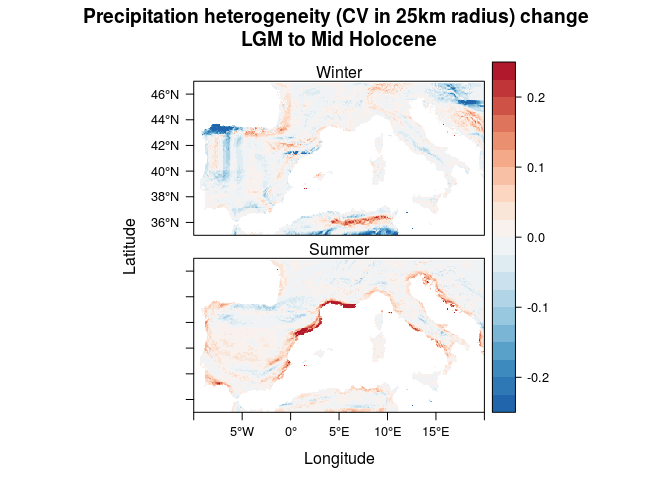 Precipitation heterogeneity (CV in 25km radius) change
LGM to Mid Holocene
Winter
46°N
44°N
42°N
40°N
38°N
36°N
Summer
5°W 0° 5°E 10°E 15°E
Longitude
Latitude
0.2
0.1
0.0
-0.1
-0.2